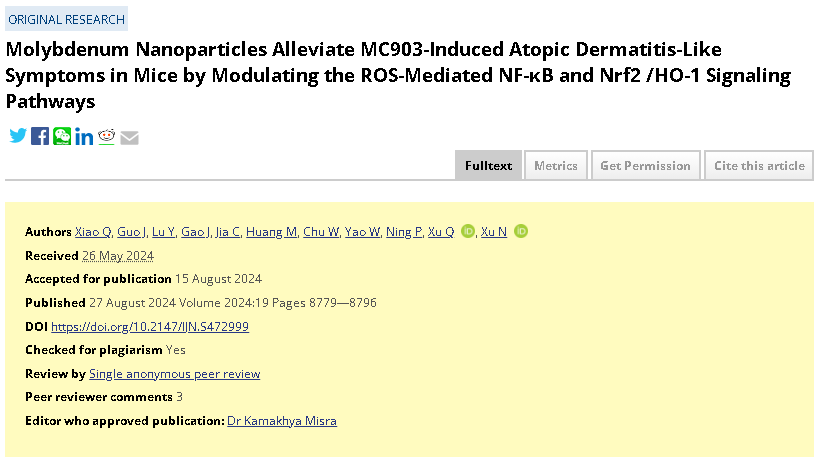 ORIGINAL RESEARCH
Molybdenum Nanoparticles Alleviate MC903-Induced Atopic Dermatitis-Like
Symptoms in Mice by Modulating the ROS-Mediated NF-κB and Nrf2 /HO-1 Signaling
Pathways
Fulltext Metrics Get Permission Cite this article
Authors Xiao Q, Guo J, Lu Y, Gao J, Jia C, Huang M, Chu W, Yao W, Ning P, Xu Q iD, Xu N iD
Received 26 May 2024
Accepted for publication 15 August 2024
Published 27 August 2024 Volume 2024:19 Pages 8779—8796
DOI https://doi.org/10.2147/IJN.S472999
Checked for plagiarism Yes
Review by Single anonymous peer review
Peer reviewer comments 3
Editor who approved publication: Dr Kamakhya Misra